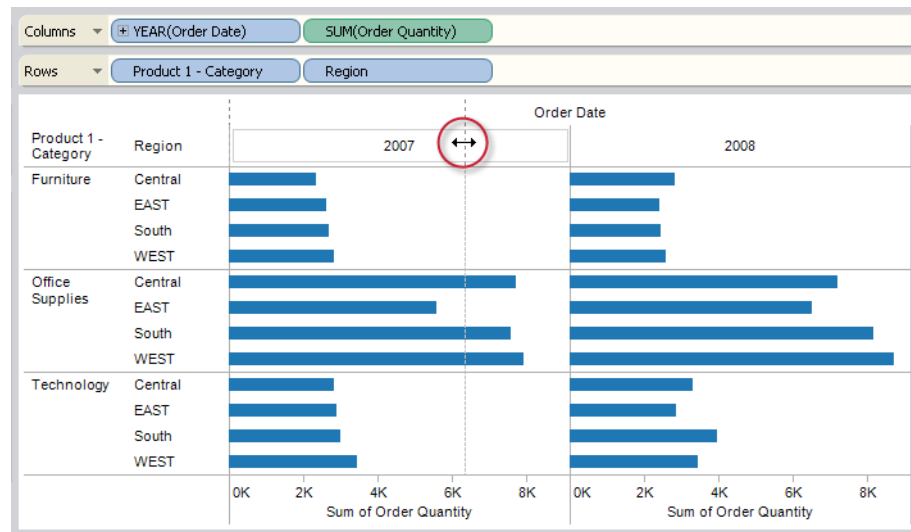 Columns YEAR(Order Date) SUM(Order Quantity)
Rows Product 1 - Category Region
Order Date
Product 1 -
Category Region 2007 2008
Furniture Central
EAST
South
WEST
Office
Supplies Central
EAST
South
WEST
Technology Central
EAST
South
WEST
0K 2K 4K 6K 8K 0K 2K 4K 6K 8K
Sum of Order Quantity Sum of Order Quantity